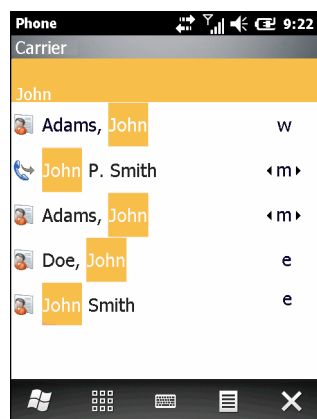 Phone 9:22
Carrier
John
Adams, John w
John P. Smith m
Adams, John m
Doe, John e
John Smith e